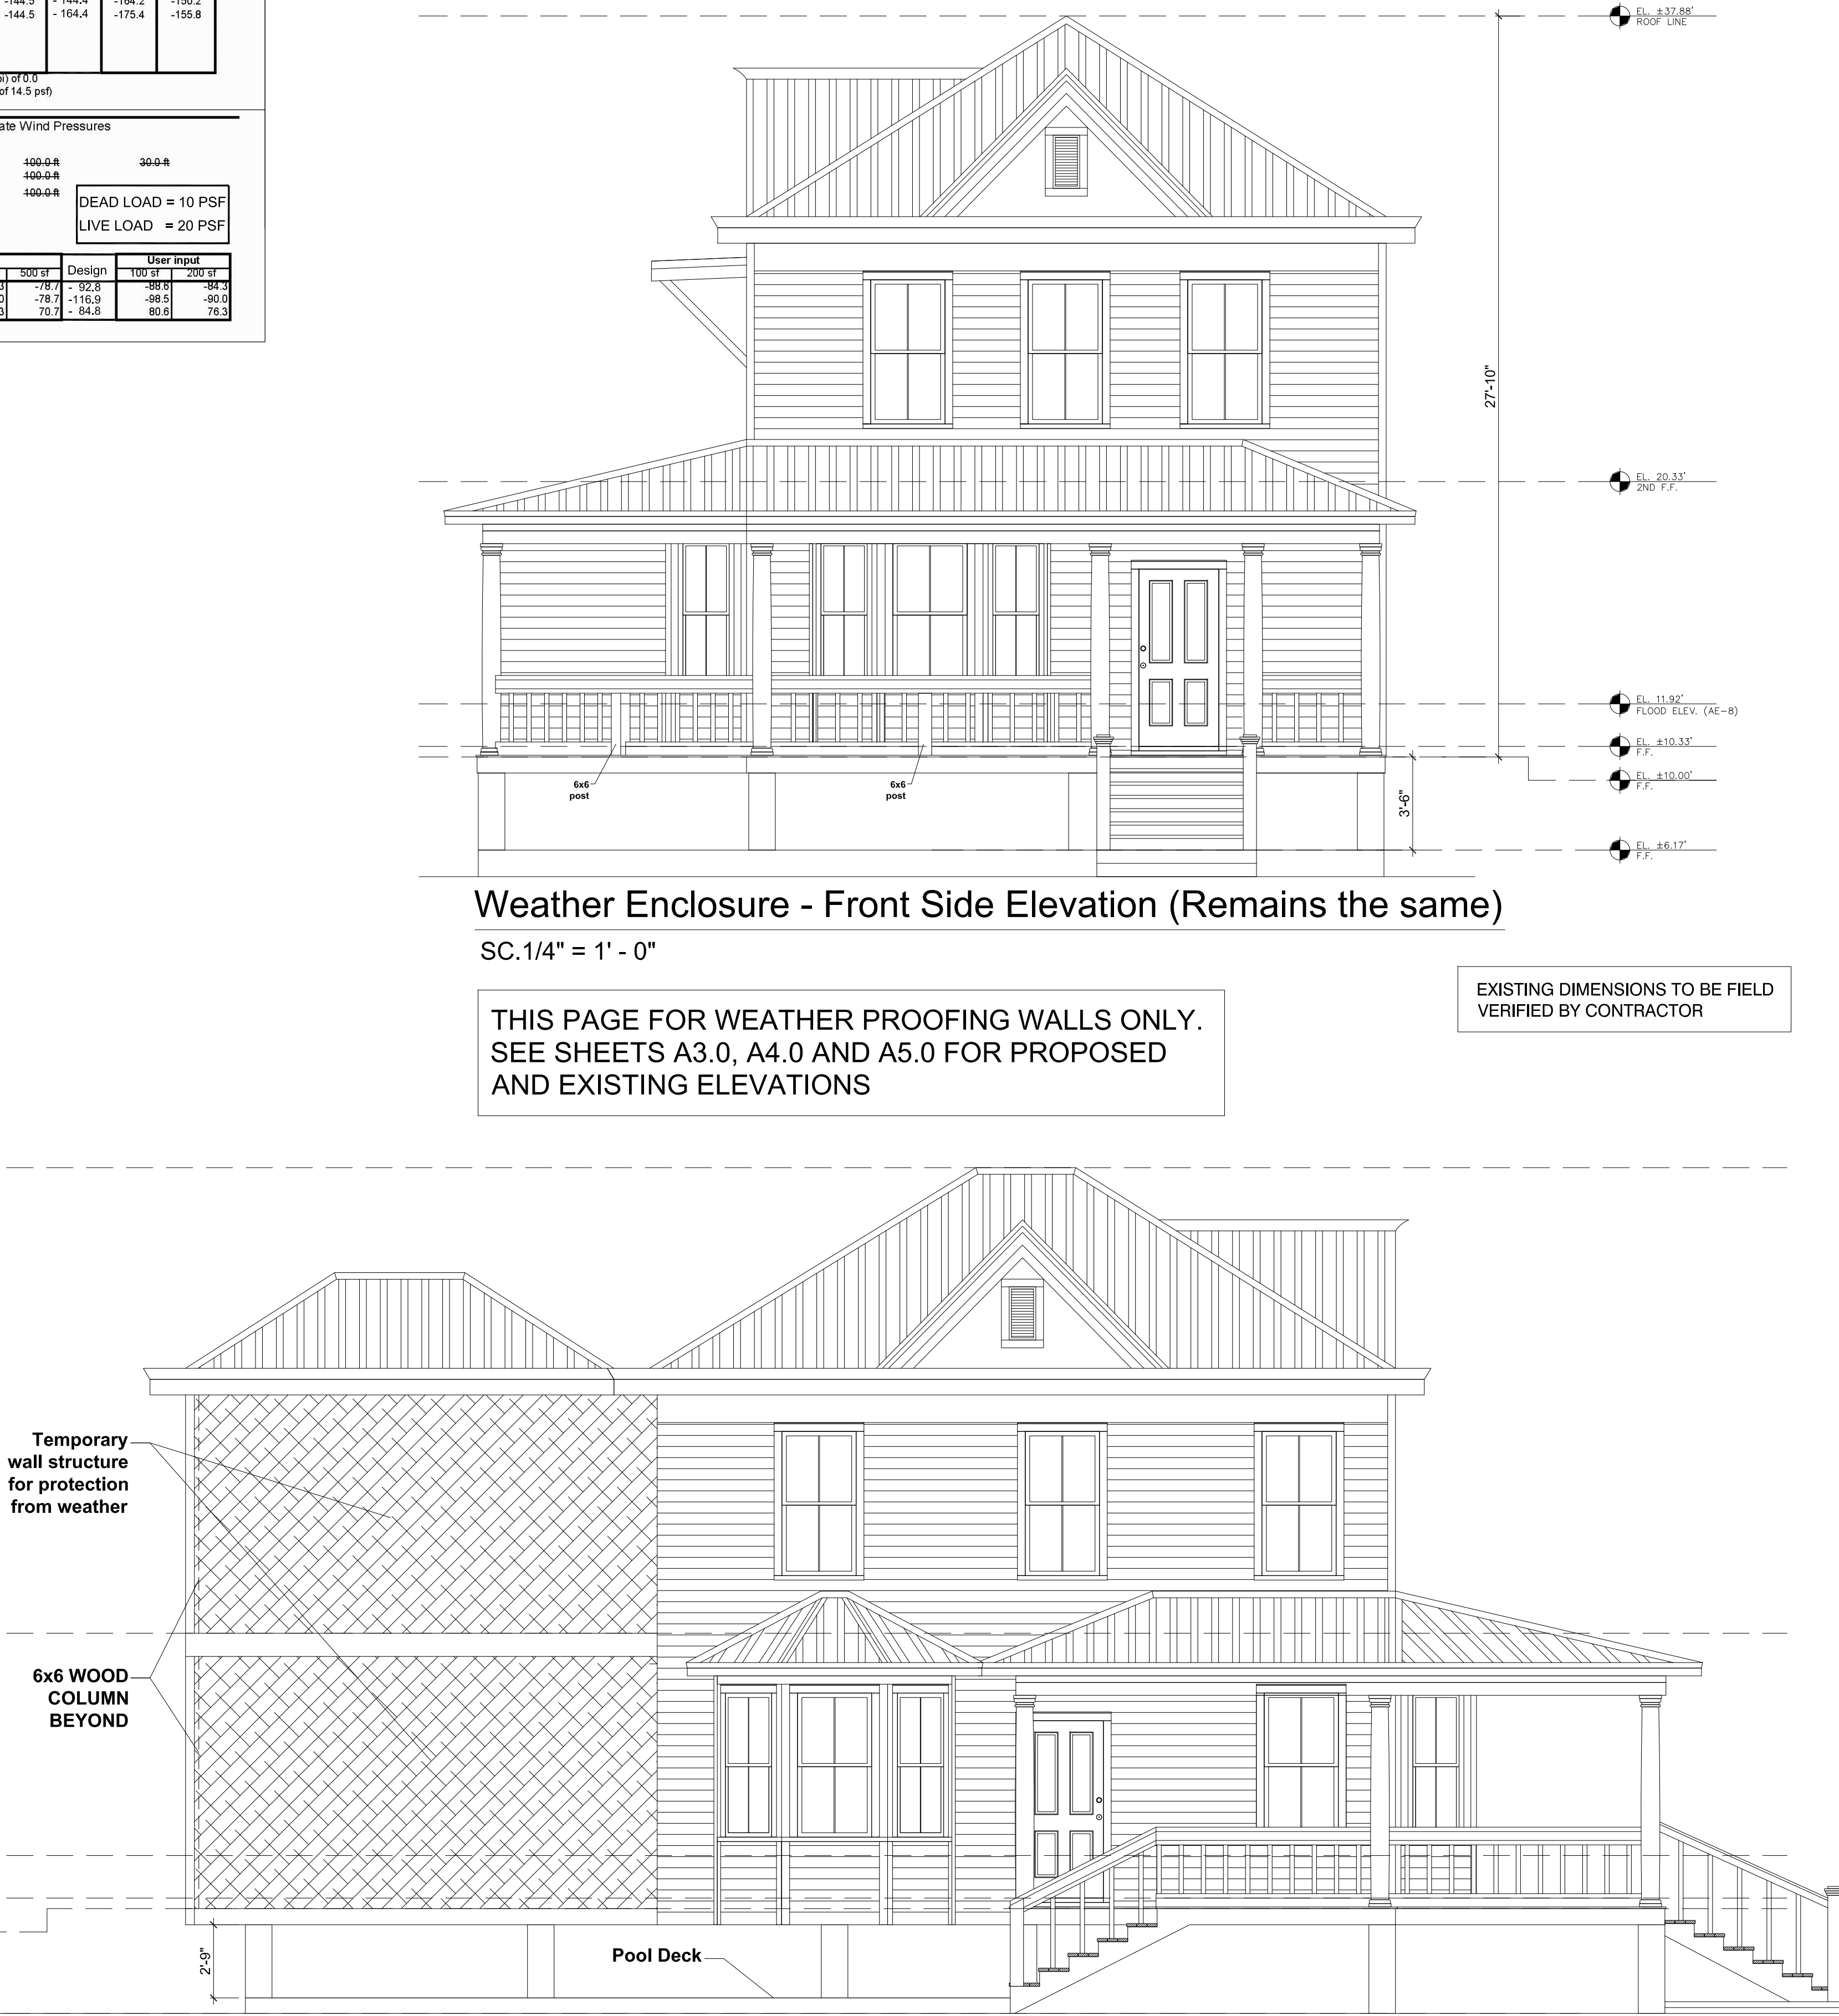 -144.5 - 144.4 -164.2 -150.2
-144.5 - 164.4 -175.4 -155.8
of 0.0
of 14.5 psf)
Wind Pressures
100.0 ft 30.0 ft
100.0 ft
100.0 ft
DEAD LOAD = 10 PSF
LIVE LOAD = 20 PSF
User input
500 sf Design 100 sf 200 sf
-78.7 - 92.8 -88.6 -84.3
-78.7 -116.9 -98.5 -90.0
70.7 - 84.8 80.6 76.3
EL. ±37.88'
ROOF LINE
27'-10"
EL. 20.33'
2ND F.F.
EL. 11.92'
FLOOD ELEV. (AE-8)
EL. ±10.33'
F.F.
EL. ±10.00'
F.F.
6x6
post
6x6
post
3'-6"
EL. ±6.17'
F.F.
Weather Enclosure - Front Side Elevation (Remains the same)
SC.1/4" = 1' - 0"
EXISTING DIMENSIONS TO BE FIELD
VERIFIED BY CONTRACTOR
THIS PAGE FOR WEATHER PROOFING WALLS ONLY.
SEE SHEETS A3.0, A4.0 AND A5.0 FOR PROPOSED
AND EXISTING ELEVATIONS
Temporary
wall structure
for protection
from weather
6x6 WOOD
COLUMN
BEYOND
2'-9"
Pool Deck